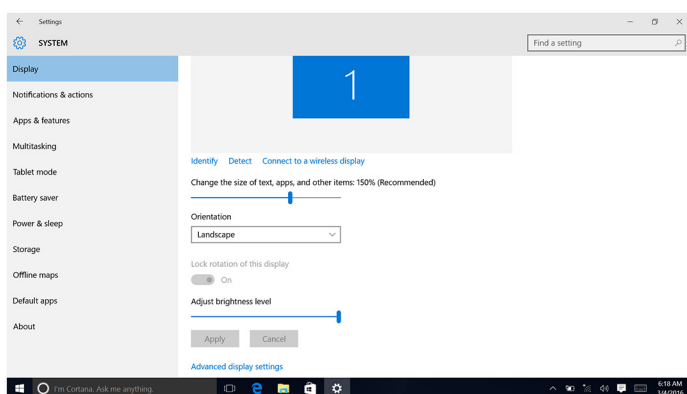 Settings
SYSTEM
Find a setting
Display
Notifications & actions
Apps & features
Multitasking
Tablet mode
Battery saver
Power & sleep
Storage
Offline maps
Default apps
About
1
Identify Detect Connect to a wireless display
Change the size of text, apps, and other items: 150% (Recommended)
Orientation
Landscape
Lock rotation of this display
On
Adjust brightness level
Apply Cancel
Advanced display settings
I'm Cortana. Ask me anything.
6:18 AM
3/4/2016